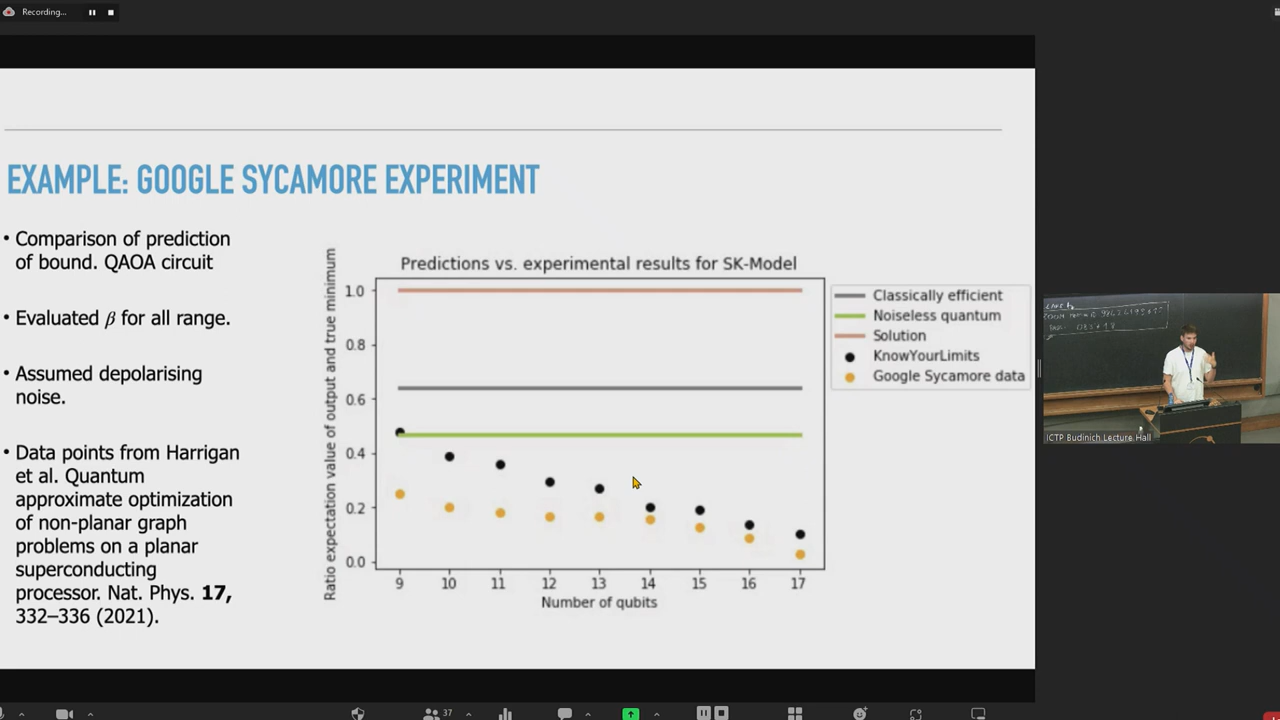 Recording...
EXAMPLE: GOOGLE SYCAMORE EXPERIMENT
• Comparison of prediction
of bound. QAOA circuit
• Evaluated β for all range.
• Assumed depolarising
noise.
• Data points from Harrigan
et al. Quantum
approximate optimization
of non-planar graph
problems on a planar
superconducting
processor. Nat. Phys. 17,
332–336 (2021).
Predictions vs. experimental results for SK-Model
Ratio expectation value of output and true minimum
1.0
0.8
0.6
0.4
0.2
0.0
9 10 11 12 13 14 15 16 17
Number of qubits
Classically efficient
Noiseless quantum
Solution
KnowYourLimits
Google Sycamore data
ICTP Budinich Lecture Hall
37